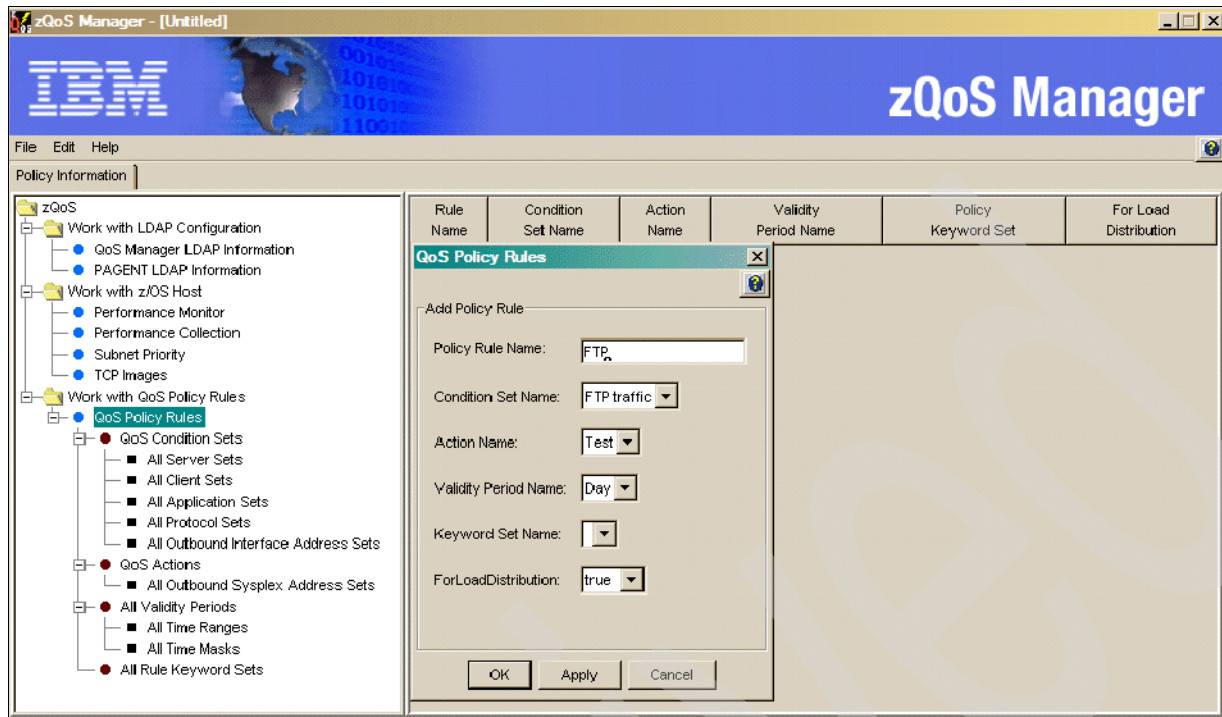 zQoS Manager - [Untitled]
IBM
zQoS Manager
File Edit Help
Policy Information
zQoS
Work with LDAP Configuration
QoS Manager LDAP Information
PAGENT LDAP Information
Work with z/OS Host
Performance Monitor
Performance Collection
Subnet Priority
TCP Images
Work with QoS Policy Rules
QoS Policy Rules
QoS Condition Sets
All Server Sets
All Client Sets
All Application Sets
All Protocol Sets
All Outbound Interface Address Sets
QoS Actions
All Outbound Sysplex Address Sets
All Validity Periods
All Time Ranges
All Time Masks
All Rule Keyword Sets
Rule Name
Condition Set Name
Action Name
Validity Period Name
Policy Keyword Set
For Load Distribution
QoS Policy Rules
Add Policy Rule
Policy Rule Name: FTP
Condition Set Name: FTP traffic
Action Name: Test
Validity Period Name: Day
Keyword Set Name:
ForLoadDistribution: true
OK Apply Cancel